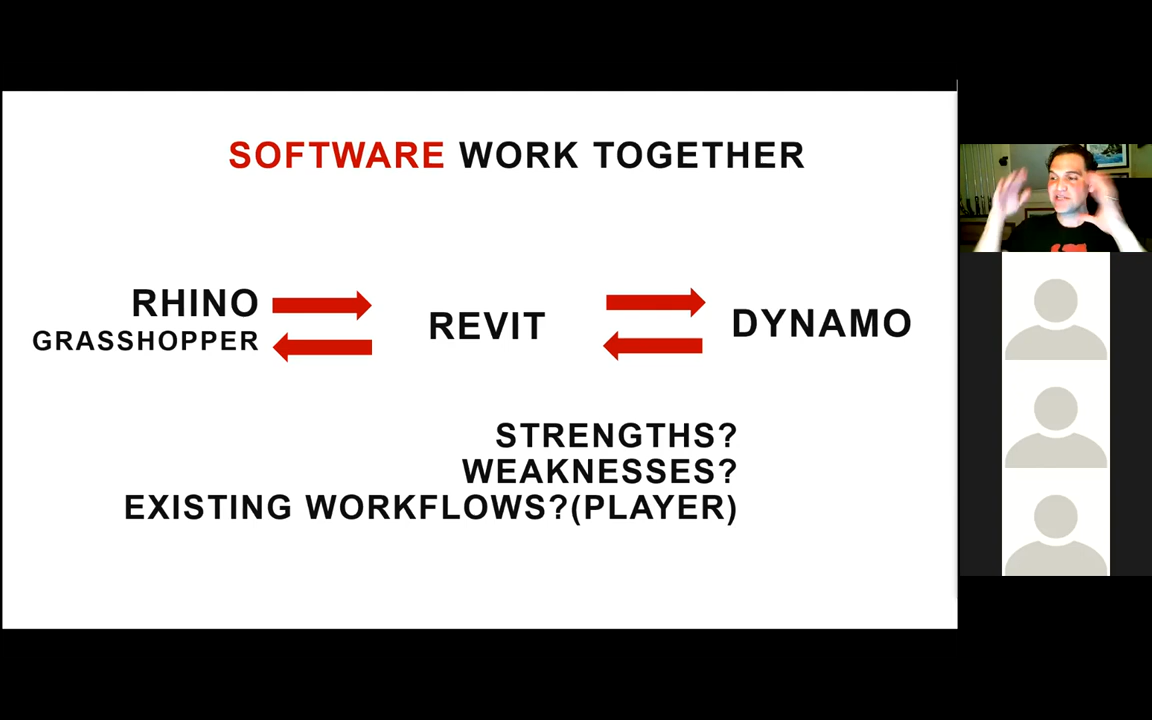 SOFTWARE WORK TOGETHER
RHINO
GRASSHOPPER
REVIT
DYNAMO
STRENGTHS?
WEAKNESSES?
EXISTING WORKFLOWS?(PLAYER)